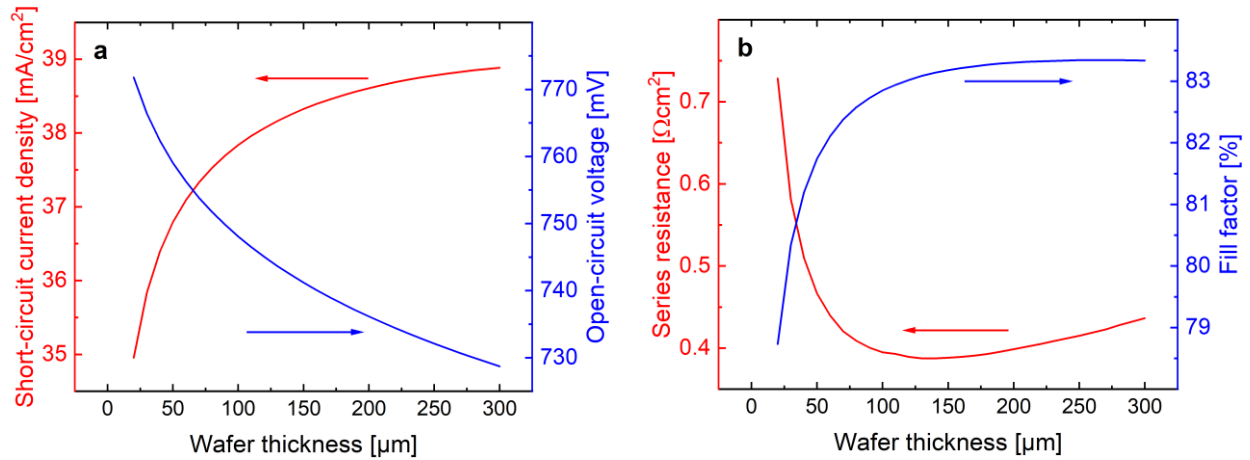 a
Short-circuit current density [mA/cm²]
39
38
37
36
35
770
760
750
740
730
Open-circuit voltage [mV]
0 50 100 150 200 250 300
Wafer thickness [µm]
b
Series resistance [Ωcm²]
0.7
0.6
0.5
0.4
83
82
81
80
79
Fill factor [%]
0 50 100 150 200 250 300
Wafer thickness [µm]